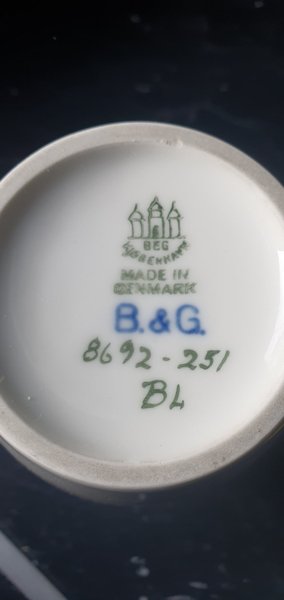 B&G
KJØBENHAVN
MADE IN
DENMARK
B.&G.
8692-251
BL